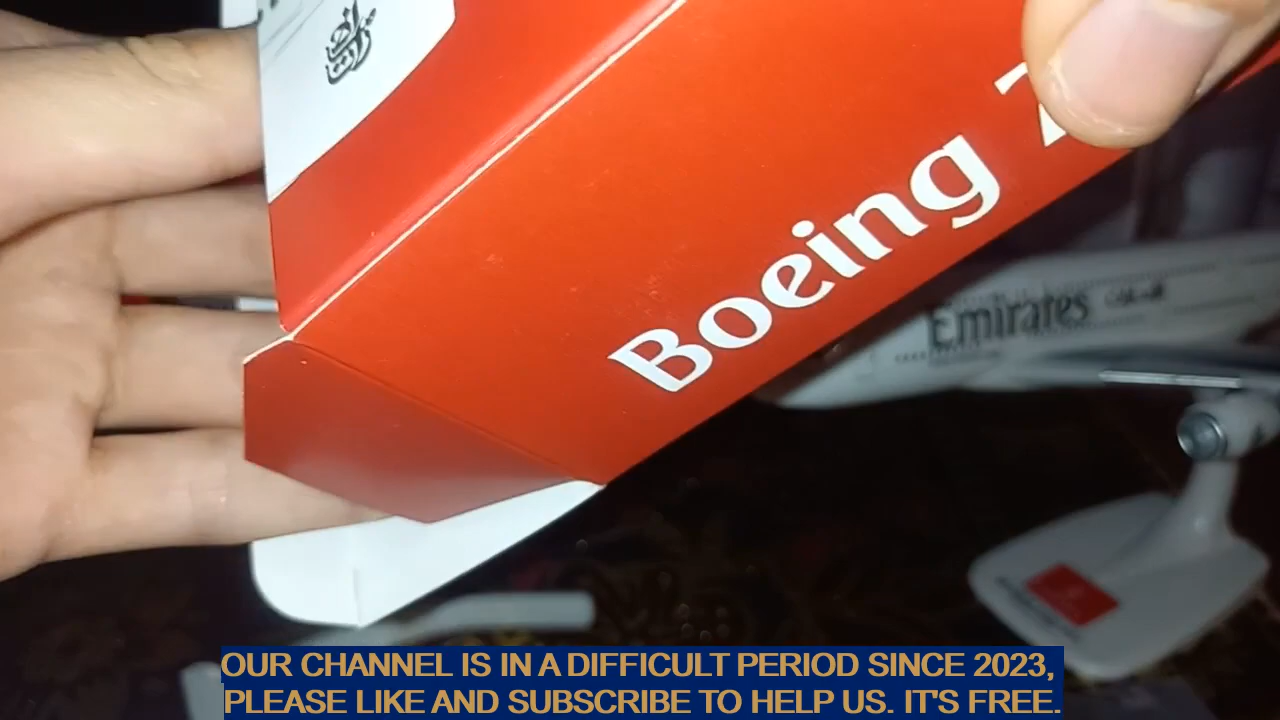 Boeing 7
Emirates
OUR CHANNEL IS IN A DIFFICULT PERIOD SINCE 2023,
PLEASE LIKE AND SUBSCRIBE TO HELP US. IT'S FREE.